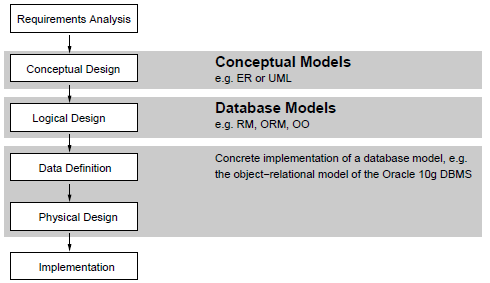 Requirements Analysis
Conceptual Design
Conceptual Models
e.g. ER or UML
Logical Design
Database Models
e.g. RM, ORM, OO
Data Definition
Concrete implementation of a database model, e.g.
the object−relational model of the Oracle 10g DBMS
Physical Design
Implementation